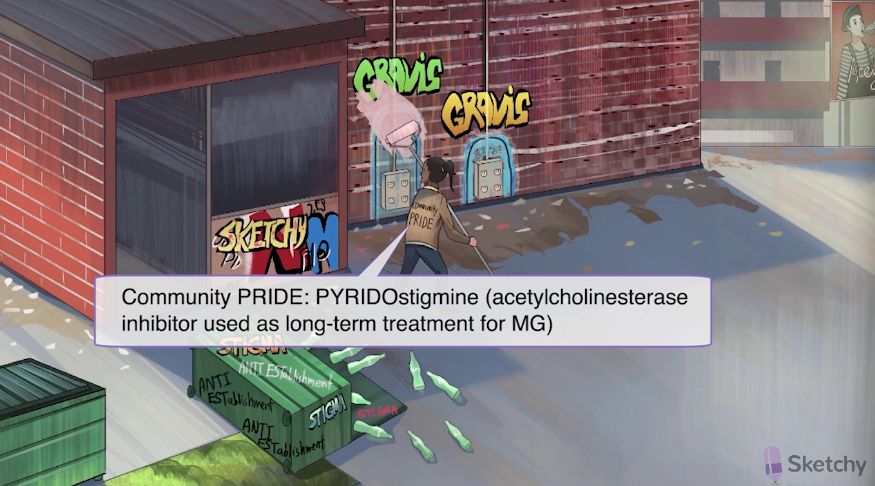 GRAVIS
GRAVIS
community
PRIDE
SKETCHY
N M
Community PRIDE: PYRIDOstigmine (acetylcholinesterase
inhibitor used as long-term treatment for MG)
STIGMA
ANTI ESTAblishment
ANTI
ESTAblishment
STIGMA
STIGMA
ANTI
ESTAblishment
Sketchy